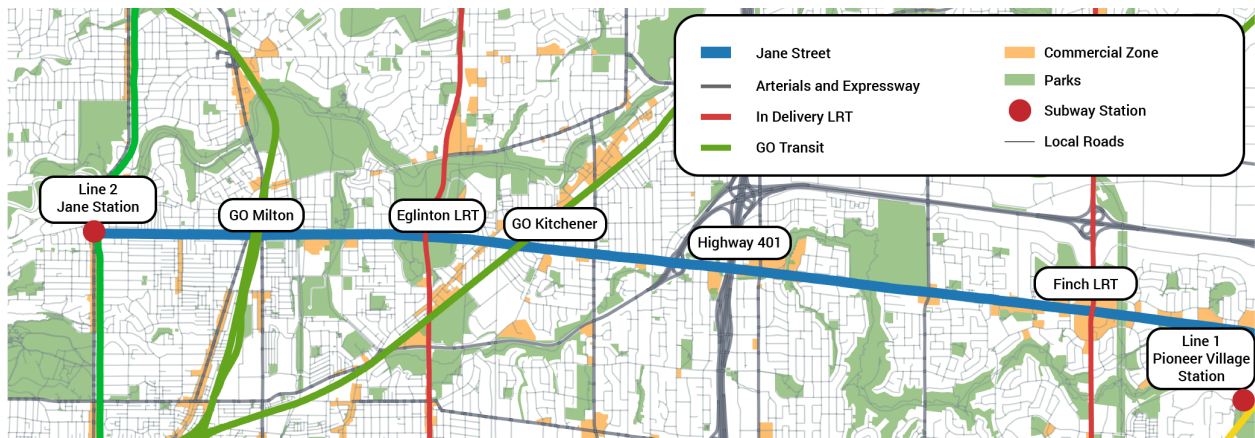 Jane Street
Arterials and Expressway
In Delivery LRT
GO Transit
Commercial Zone
Parks
Subway Station
Local Roads
Line 2
Jane Station
GO Milton
Eglinton LRT
GO Kitchener
Highway 401
Finch LRT
Line 1
Pioneer Village
Station